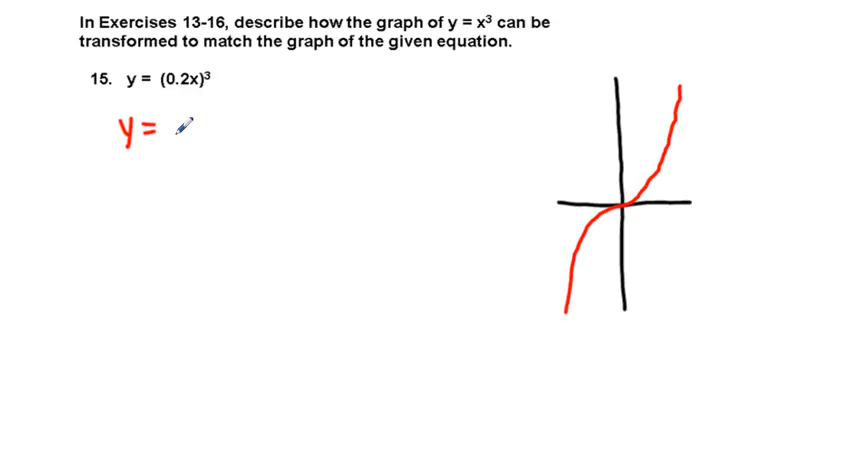 In Exercises 13-16, describe how the graph of y = x³ can be
transformed to match the graph of the given equation.
15. y = (0.2x)³
y =